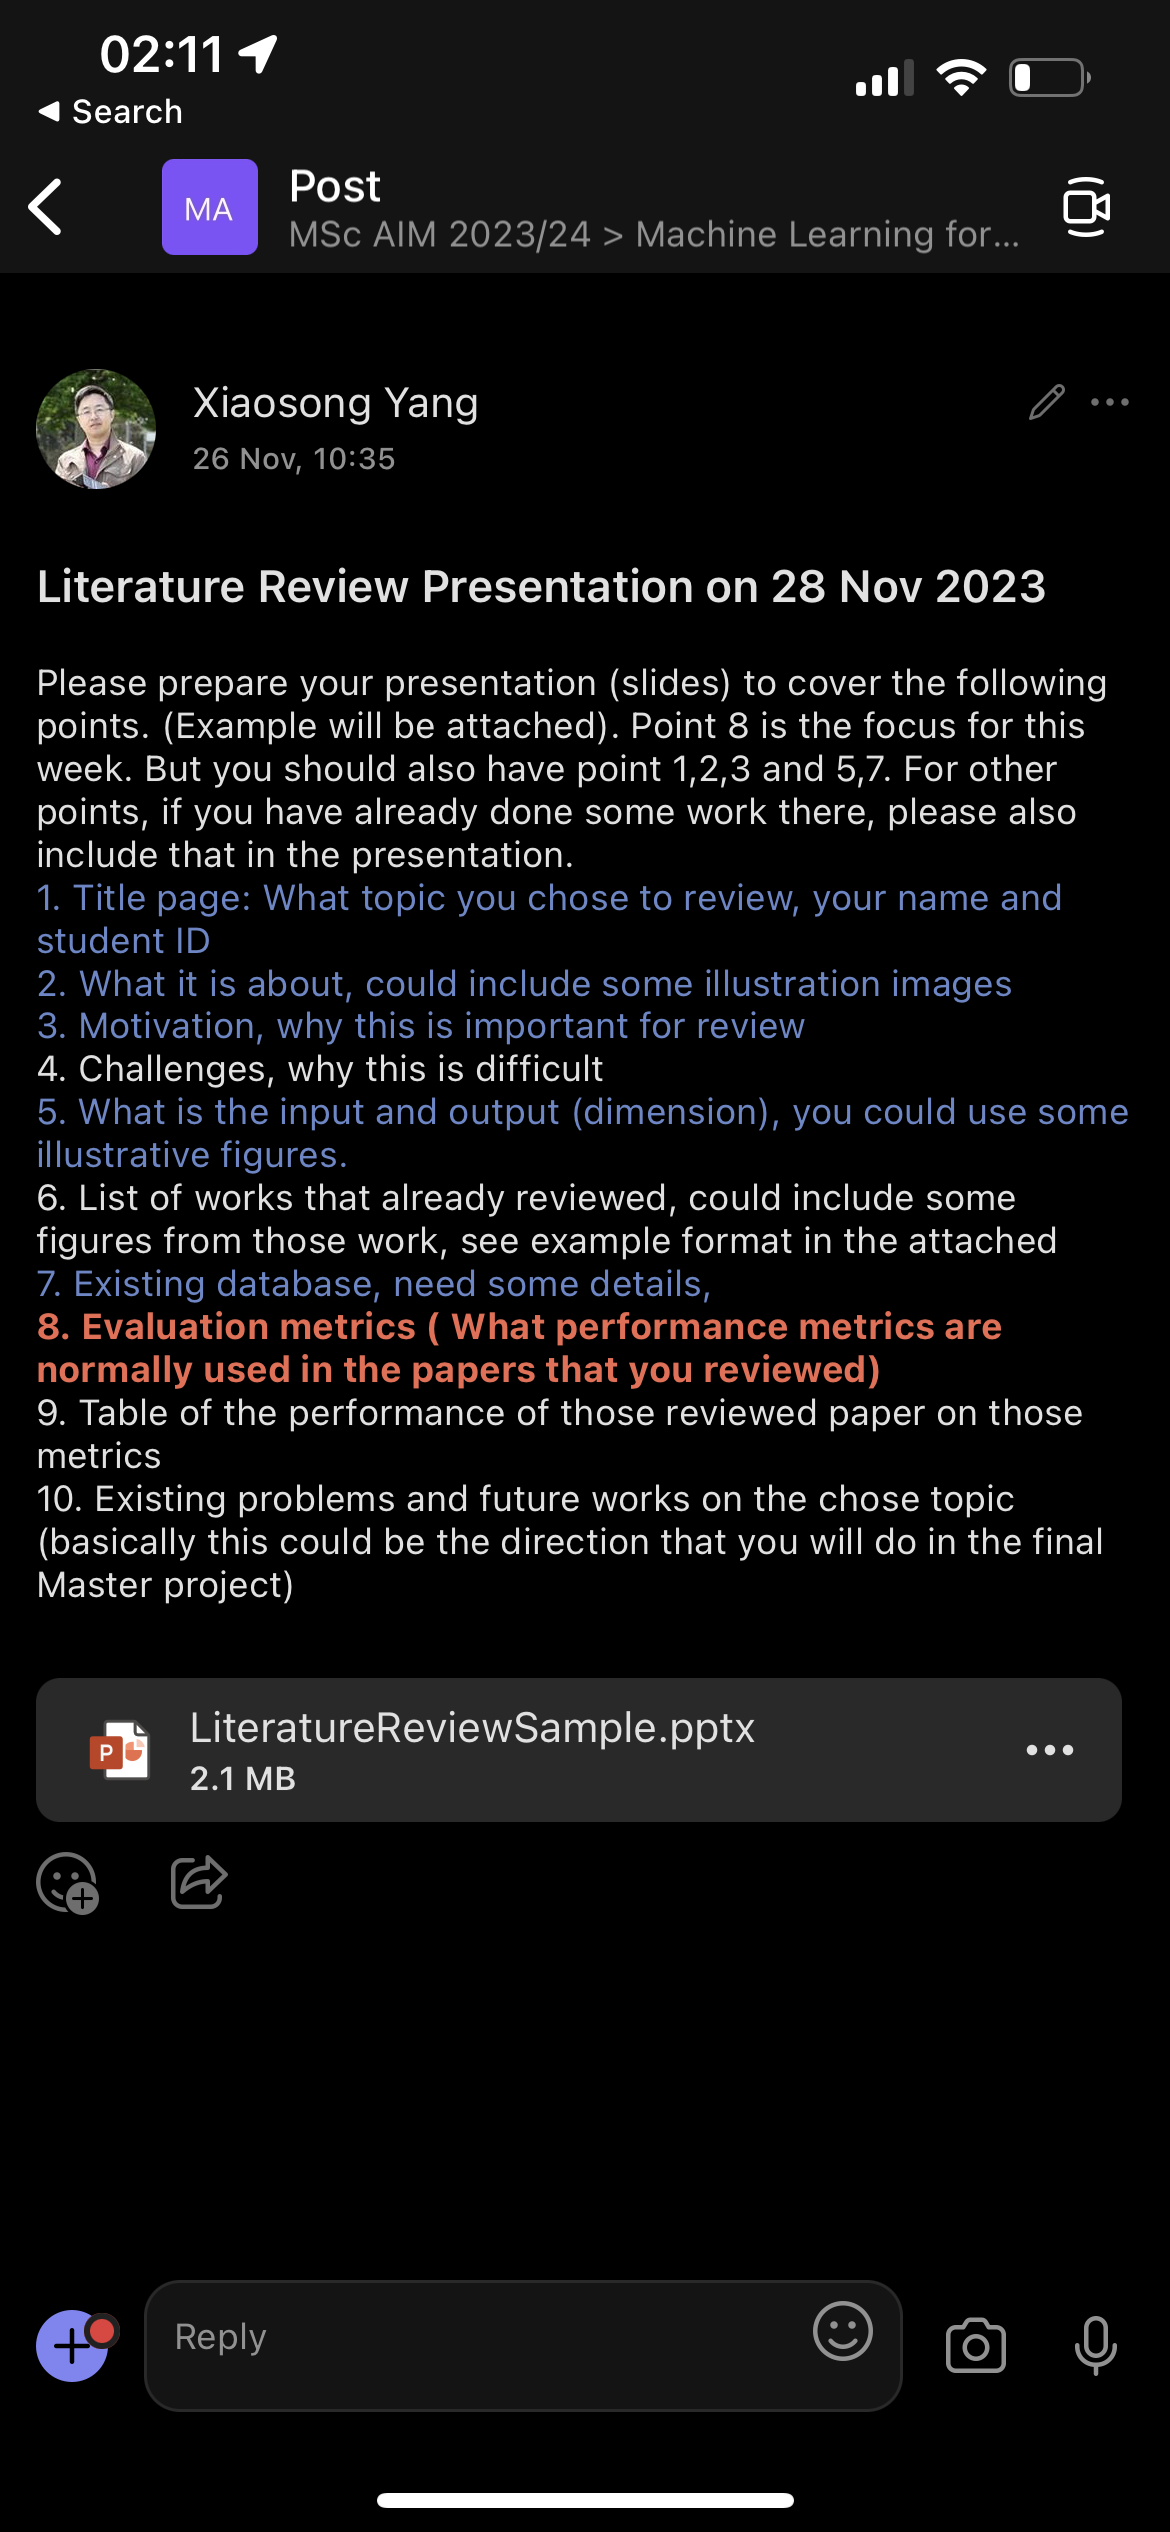 02:11
Search
MA
Post
MSc AIM 2023/24 > Machine Learning for...
Xiaosong Yang
26 Nov, 10:35
Literature Review Presentation on 28 Nov 2023
Please prepare your presentation (slides) to cover the following
points. (Example will be attached). Point 8 is the focus for this
week. But you should also have point 1,2,3 and 5,7. For other
points, if you have already done some work there, please also
include that in the presentation.
1. Title page: What topic you chose to review, your name and
student ID
2. What it is about, could include some illustration images
3. Motivation, why this is important for review
4. Challenges, why this is difficult
5. What is the input and output (dimension), you could use some
illustrative figures.
6. List of works that already reviewed, could include some
figures from those work, see example format in the attached
7. Existing database, need some details,
8. Evaluation metrics ( What performance metrics are
normally used in the papers that you reviewed)
9. Table of the performance of those reviewed paper on those
metrics
10. Existing problems and future works on the chose topic
(basically this could be the direction that you will do in the final
Master project)
P
LiteratureReviewSample.pptx
2.1 MB
Reply